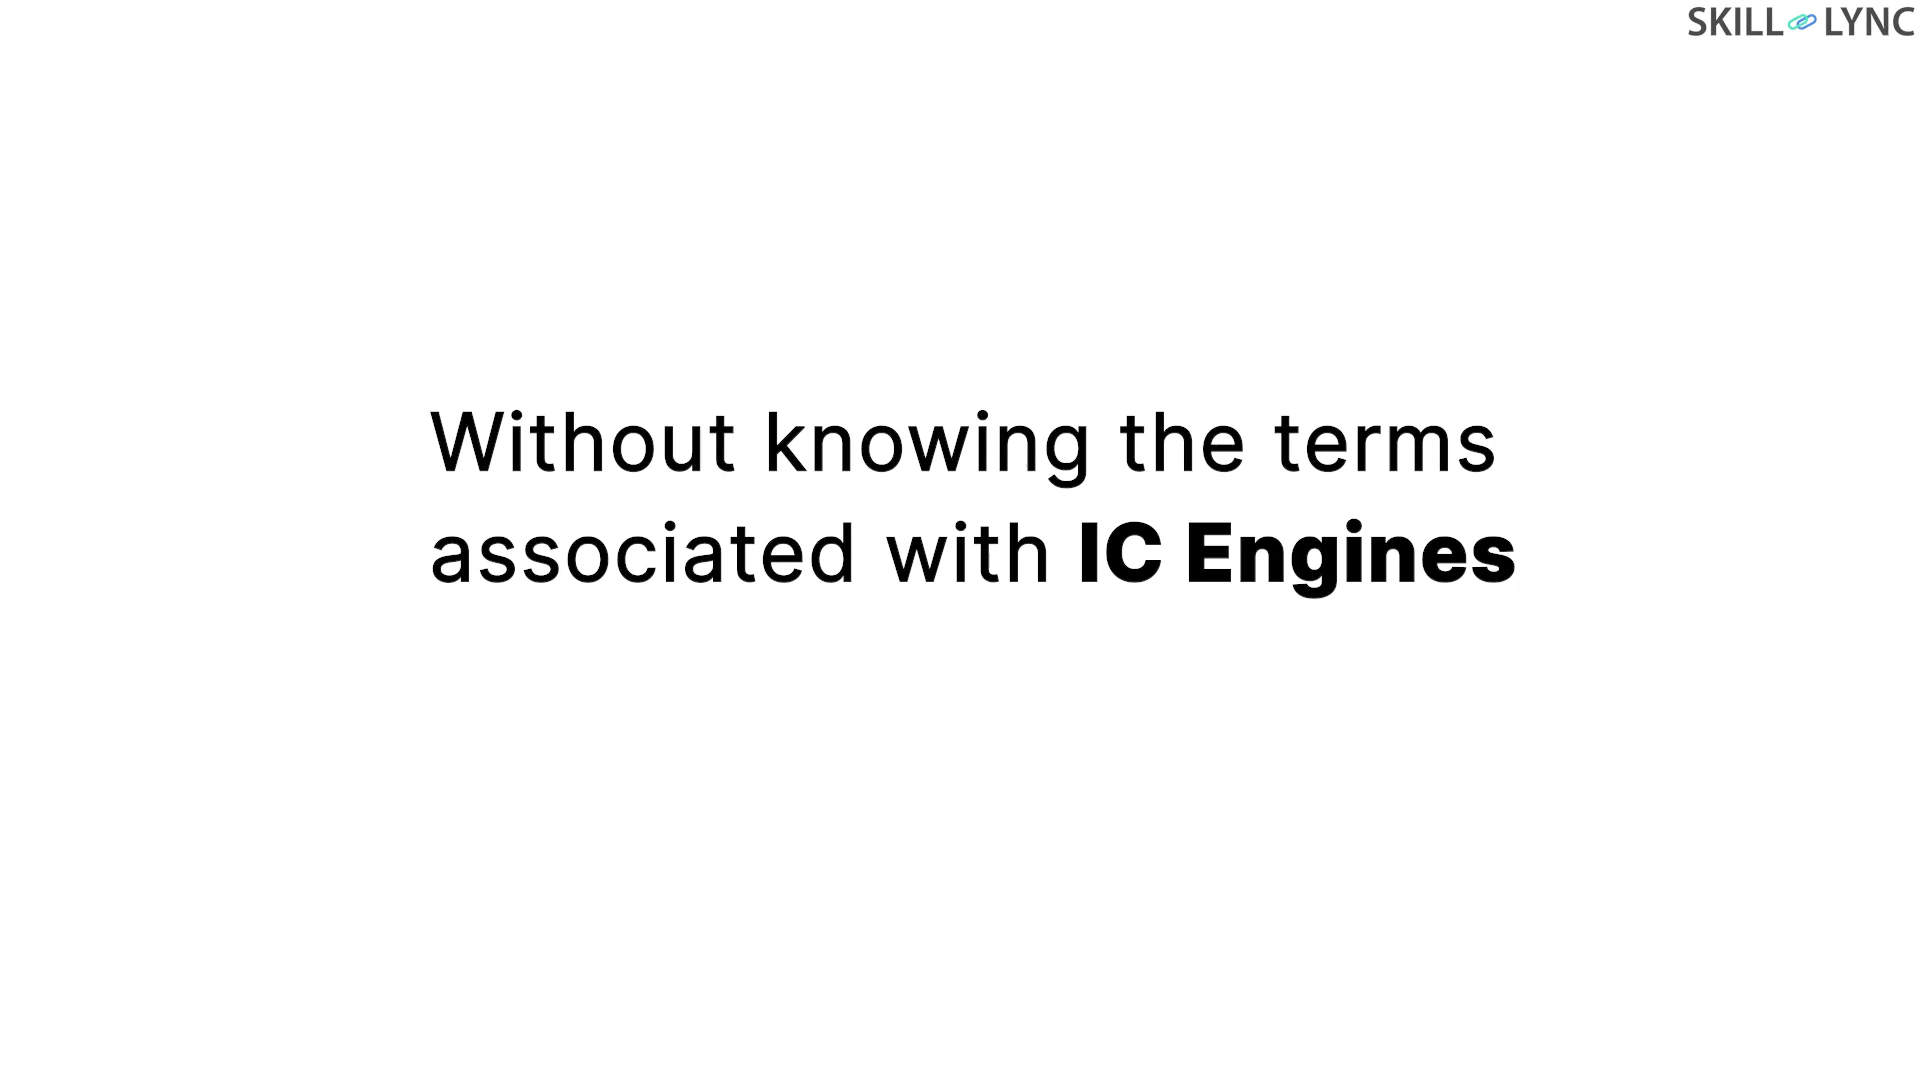 SKILL LYNC
Without knowing the terms
associated with IC Engines